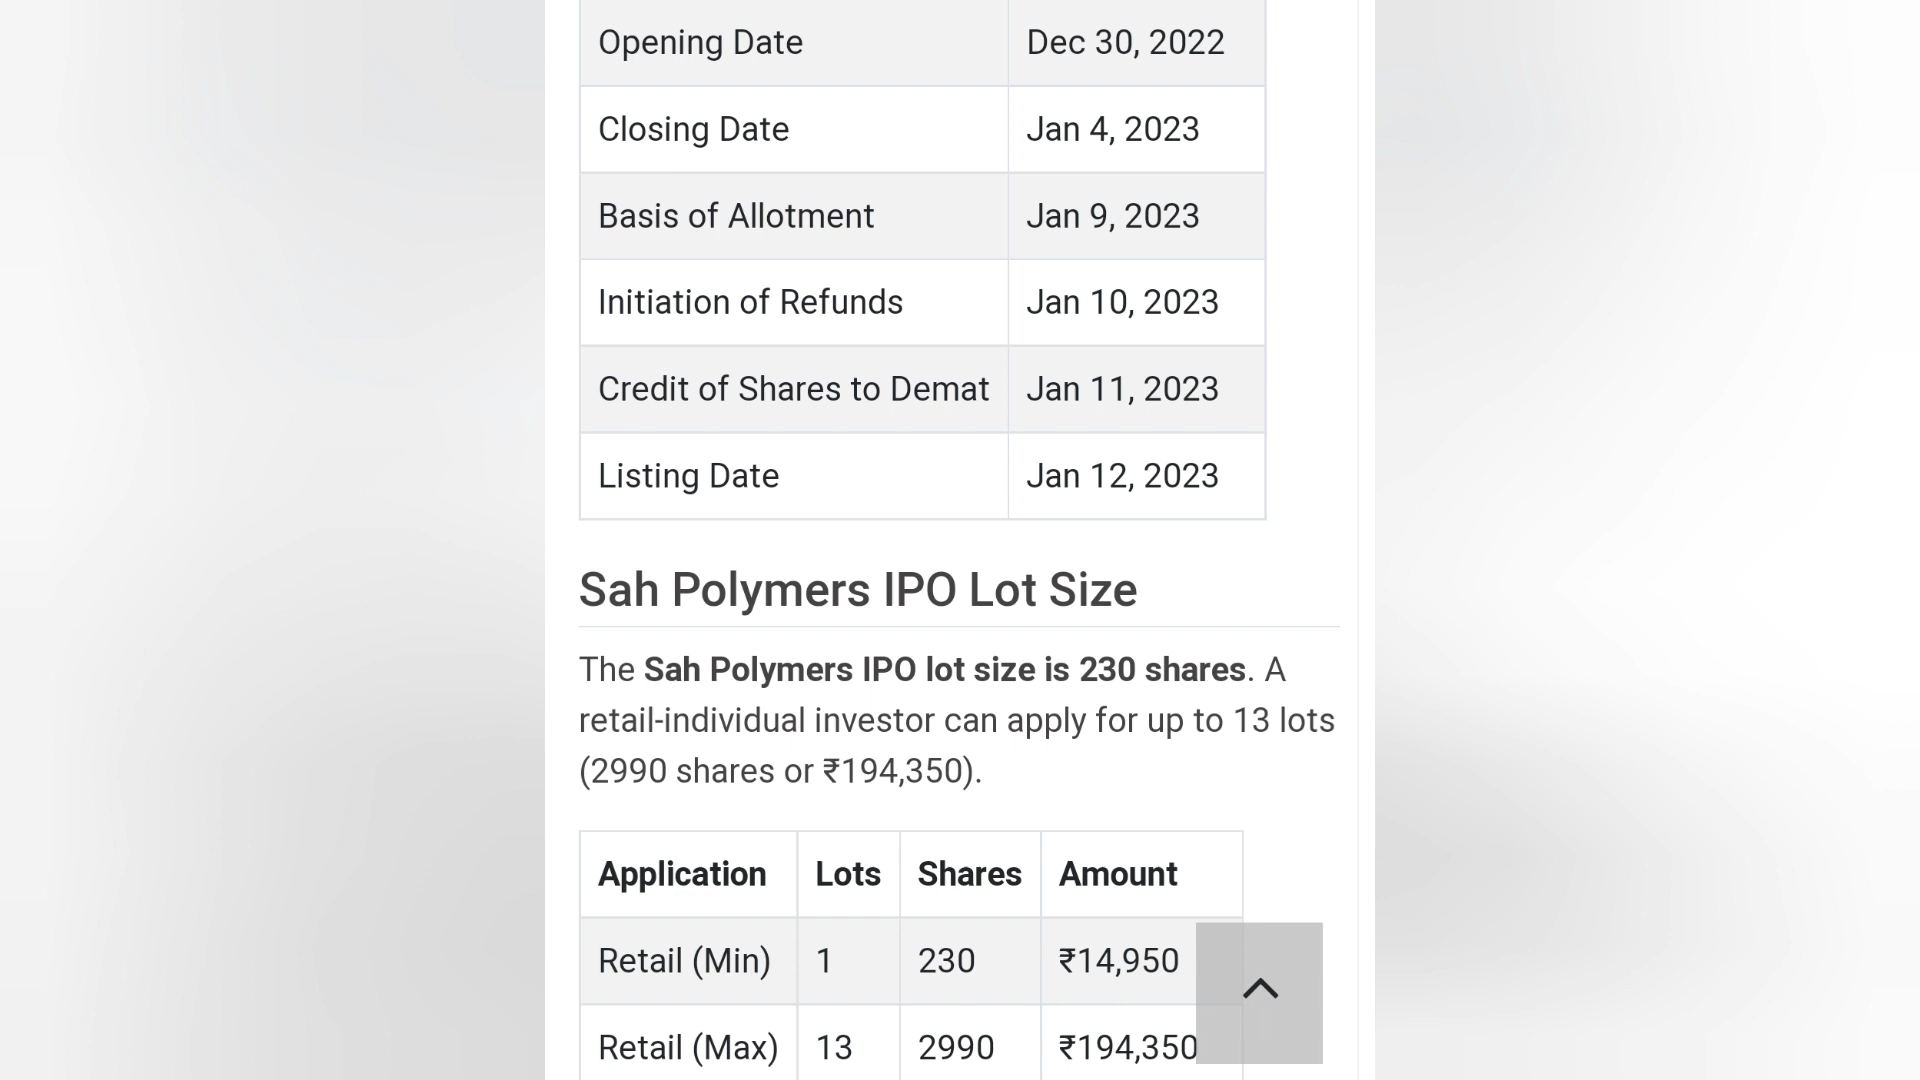 Opening Date Dec 30, 2022
Closing Date Jan 4, 2023
Basis of Allotment Jan 9, 2023
Initiation of Refunds Jan 10, 2023
Credit of Shares to Demat Jan 11, 2023
Listing Date Jan 12, 2023
Sah Polymers IPO Lot Size
The Sah Polymers IPO lot size is 230 shares. A
retail-individual investor can apply for up to 13 lots
(2990 shares or ₹194,350).
Application Lots Shares Amount
Retail (Min) 1 230 ₹14,950
Retail (Max) 13 2990 ₹194,350